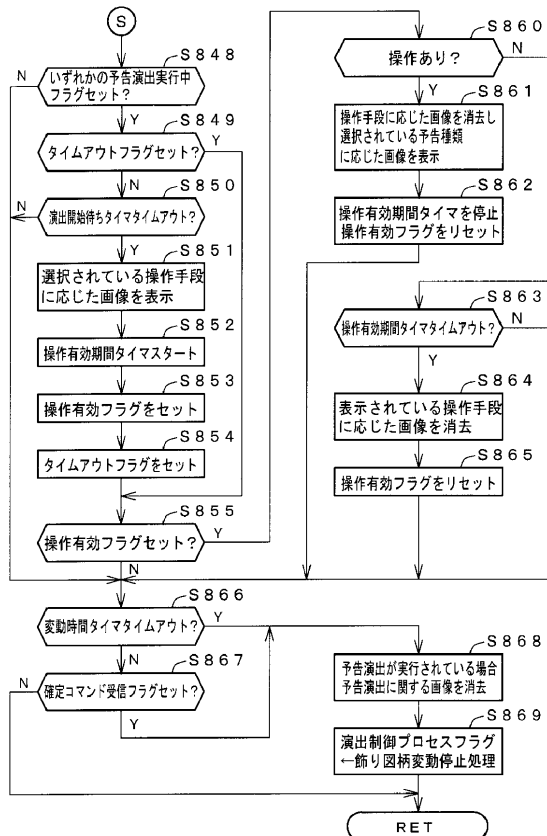 S
S848
いずれかの予告演出実行中
フラグセット？
N
Y
S849
タイムアウトフラグセット？
Y
N
S850
演出開始待ちタイマタイムアウト？
N
Y
S851
選択されている操作手段
に応じた画像を表示
S852
操作有効期間タイマスタート
S853
操作有効フラグをセット
S854
タイムアウトフラグをセット
S855
操作有効フラグセット？
Y
N
S860
操作あり？
N
Y
S861
操作手段に応じた画像を消去し
選択されている予告種類
に応じた画像を表示
S862
操作有効期間タイマを停止
操作有効フラグをリセット
S863
操作有効期間タイマタイムアウト？
N
Y
S864
表示されている操作手段
に応じた画像を消去
S865
操作有効フラグをリセット
S866
変動時間タイマタイムアウト？
Y
N
S867
確定コマンド受信フラグセット？
N
Y
S868
予告演出が実行されている場合
予告演出に関する画像を消去
S869
演出制御プロセスフラグ
←飾り図柄変動停止処理
RET